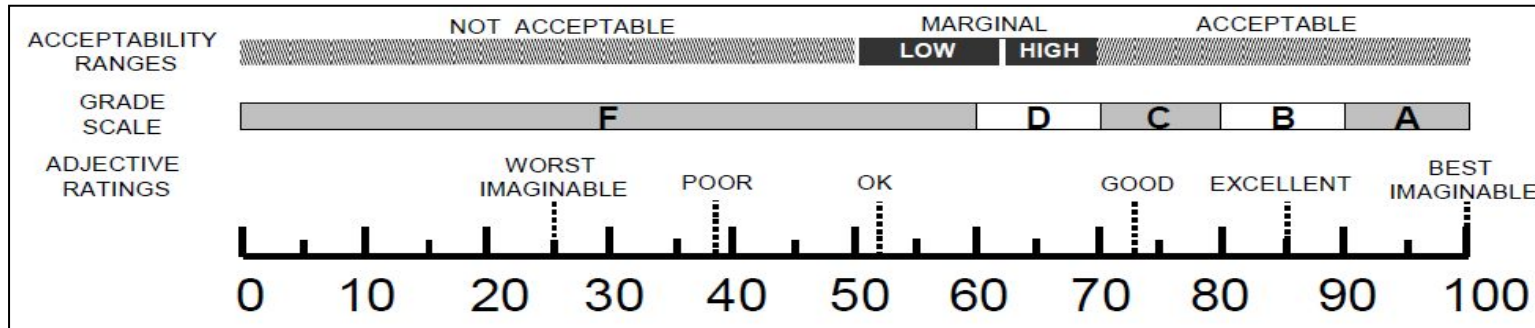 NOT ACCEPTABLE MARGINAL ACCEPTABLE
ACCEPTABILITY
RANGES
LOW HIGH
GRADE
SCALE
F D C B A
ADJECTIVE
RATINGS
WORST
IMAGINABLE
POOR
OK
GOOD
EXCELLENT
BEST
IMAGINABLE
0 10 20 30 40 50 60 70 80 90 100